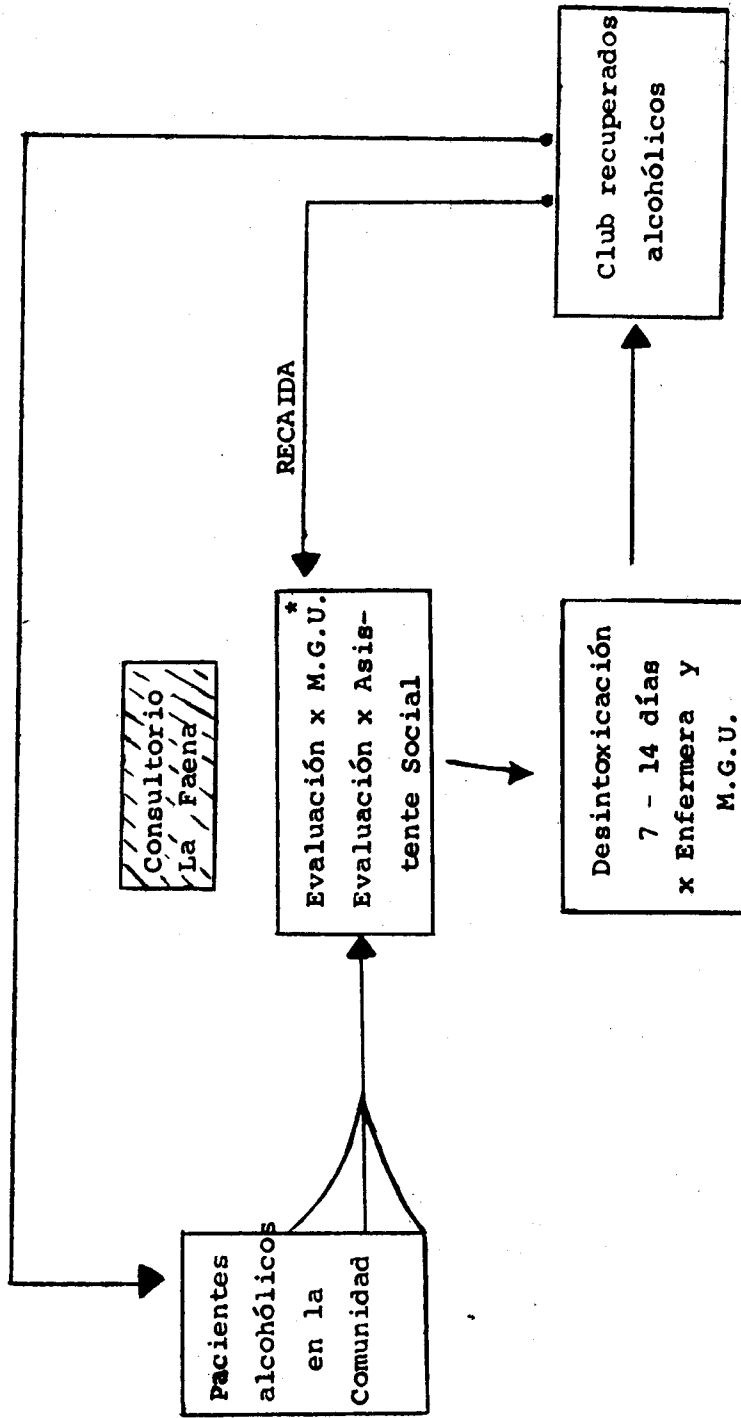 Consultorio
La Faena
Pacientes
alcohólicos
en la
Comunidad
Evaluación x M.G.U.*
Evaluación x Asis-
tente Social
RECAIDA
Desintoxicación
7 - 14 días
x Enfermera y
M.G.U.
Club recuperados
alcohólicos